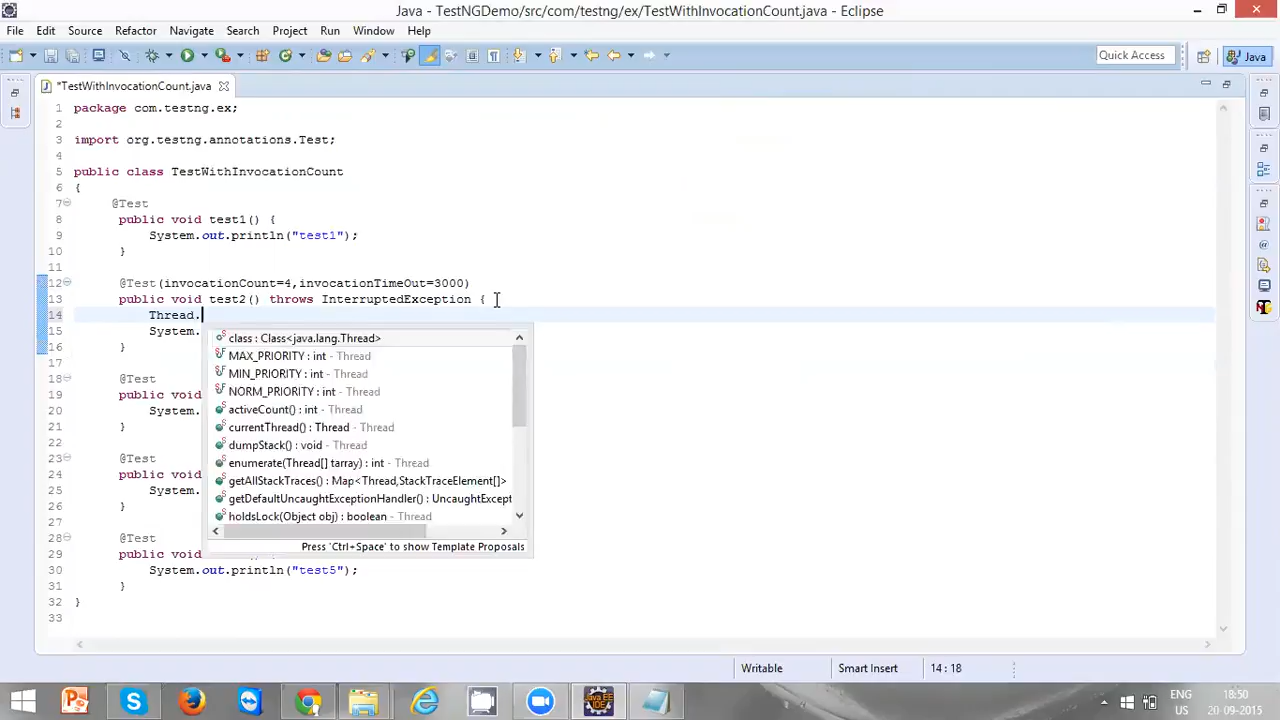 Java - TestNGDemo/src/com/testng/ex/TestWithInvocationCount.java - Eclipse
File Edit Source Refactor Navigate Search Project Run Window Help
Quick Access Java
*TestWithInvocationCount.java
1 package com.testng.ex;
2
3 import org.testng.annotations.Test;
4
5 public class TestWithInvocationCount
6 {
7 @Test
8 public void test1() {
9 System.out.println("test1");
10 }
11
12 @Test(invocationCount=4,invocationTimeOut=3000)
13 public void test2() throws InterruptedException {
14 Thread.
15 System.
16 }
17
18 @Test
19 public void
20 System.
21 }
22
23 @Test
24 public void
25 System.
26 }
27
28 @Test
29 public void
30 System.out.println("test5");
31 }
32 }
33
class : Class<java.lang.Thread>
MAX_PRIORITY : int - Thread
MIN_PRIORITY : int - Thread
NORM_PRIORITY : int - Thread
activeCount() : int - Thread
currentThread() : Thread - Thread
dumpStack() : void - Thread
enumerate(Thread[] tarray) : int - Thread
getAllStackTraces() : Map<Thread,StackTraceElement[]>
getDefaultUncaughtExceptionHandler() : UncaughtExcept
holdsLock(Object obj) : boolean - Thread
Press 'Ctrl+Space' to show Template Proposals
Writable Smart Insert 14 : 18
ENG 18:50
US 20-09-2015